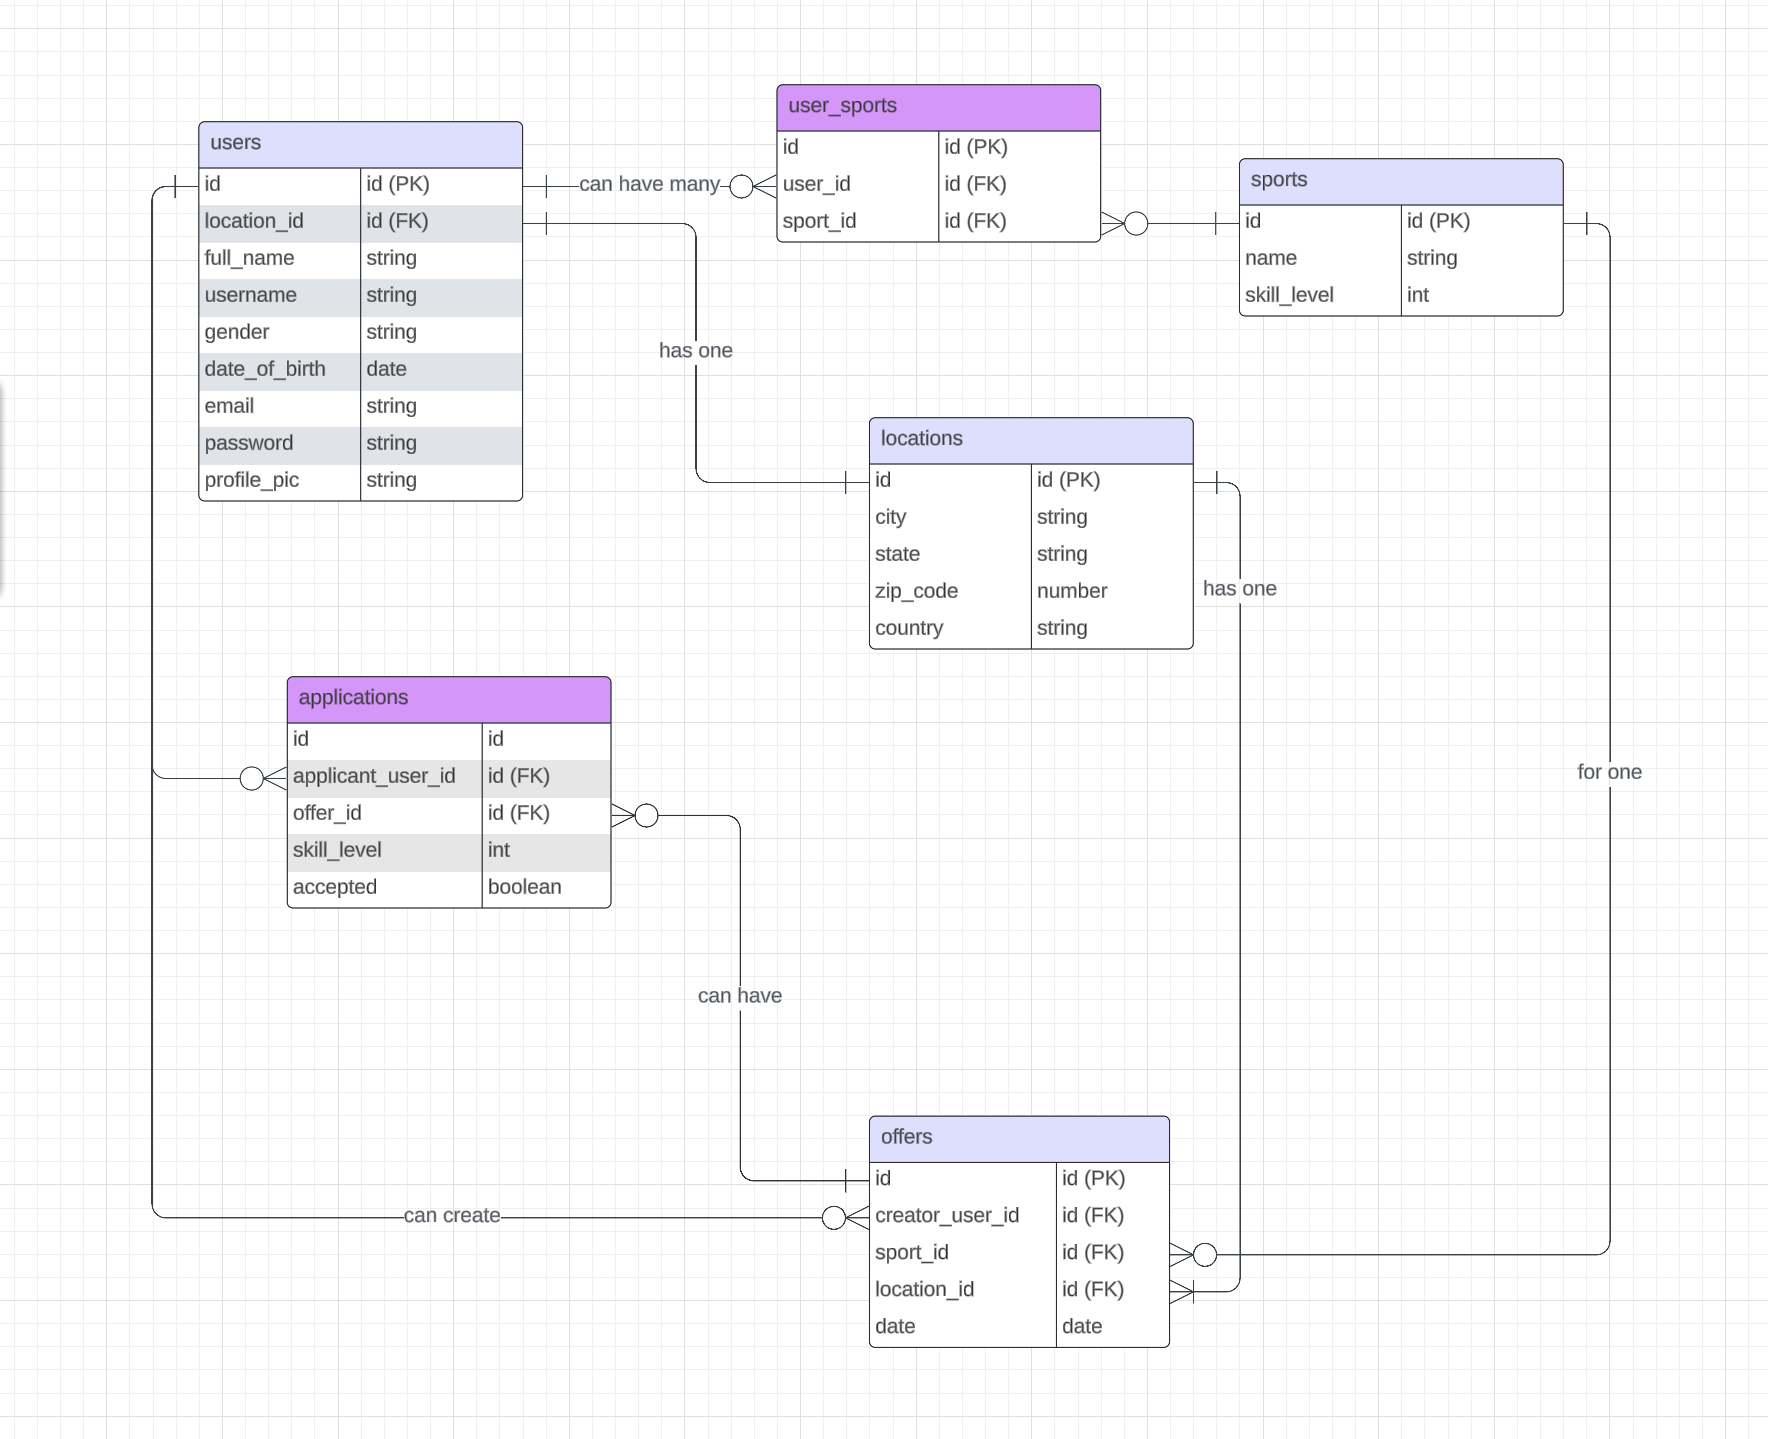 users
id id (PK)
location_id id (FK)
full_name string
username string
gender string
date_of_birth date
email string
password string
profile_pic string
can have many
user_sports
id id (PK)
user_id id (FK)
sport_id id (FK)
sports
id id (PK)
name string
skill_level int
has one
locations
id id (PK)
city string
state string
zip_code number
country string
has one
applications
id id
applicant_user_id id (FK)
offer_id id (FK)
skill_level int
accepted boolean
for one
can have
can create
offers
id id (PK)
creator_user_id id (FK)
sport_id id (FK)
location_id id (FK)
date date